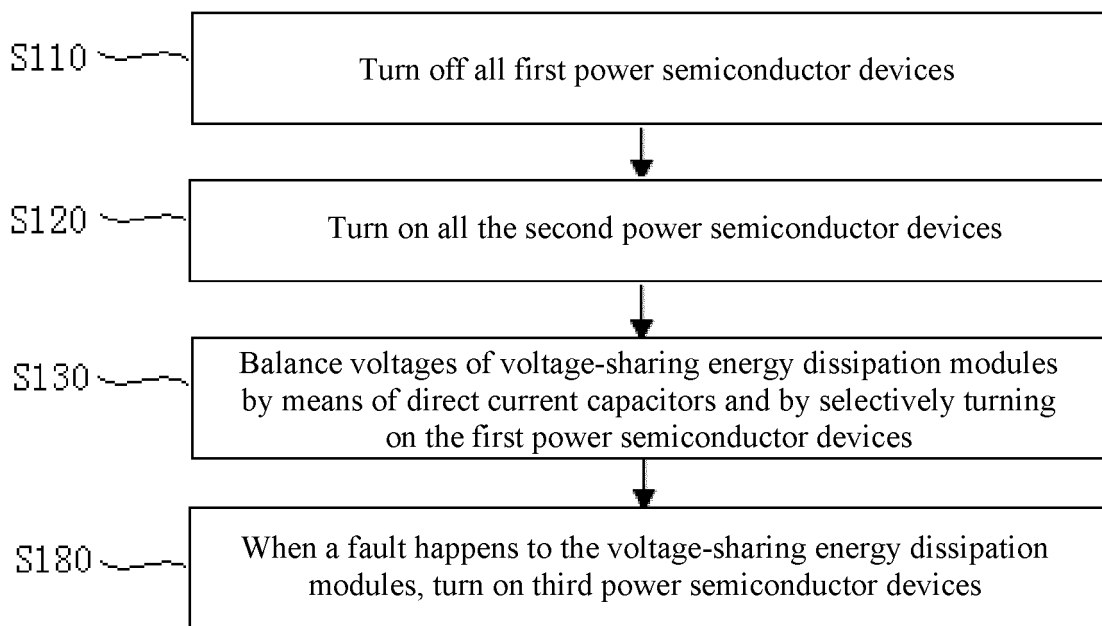 S110
Turn off all first power semiconductor devices
S120
Turn on all the second power semiconductor devices
S130
Balance voltages of voltage-sharing energy dissipation modules
by means of direct current capacitors and by selectively turning
on the first power semiconductor devices
S180
When a fault happens to the voltage-sharing energy dissipation
modules, turn on third power semiconductor devices